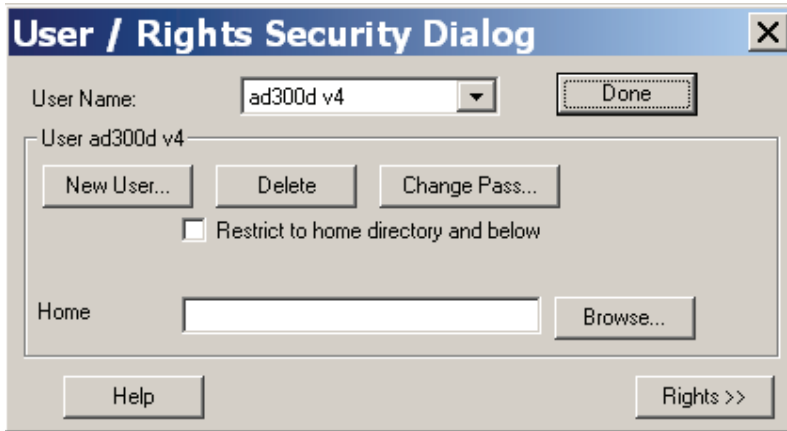 User / Rights Security Dialog
User Name: ad300d v4 Done
User ad300d v4
New User... Delete Change Pass...
Restrict to home directory and below
Home Browse...
Help Rights >>